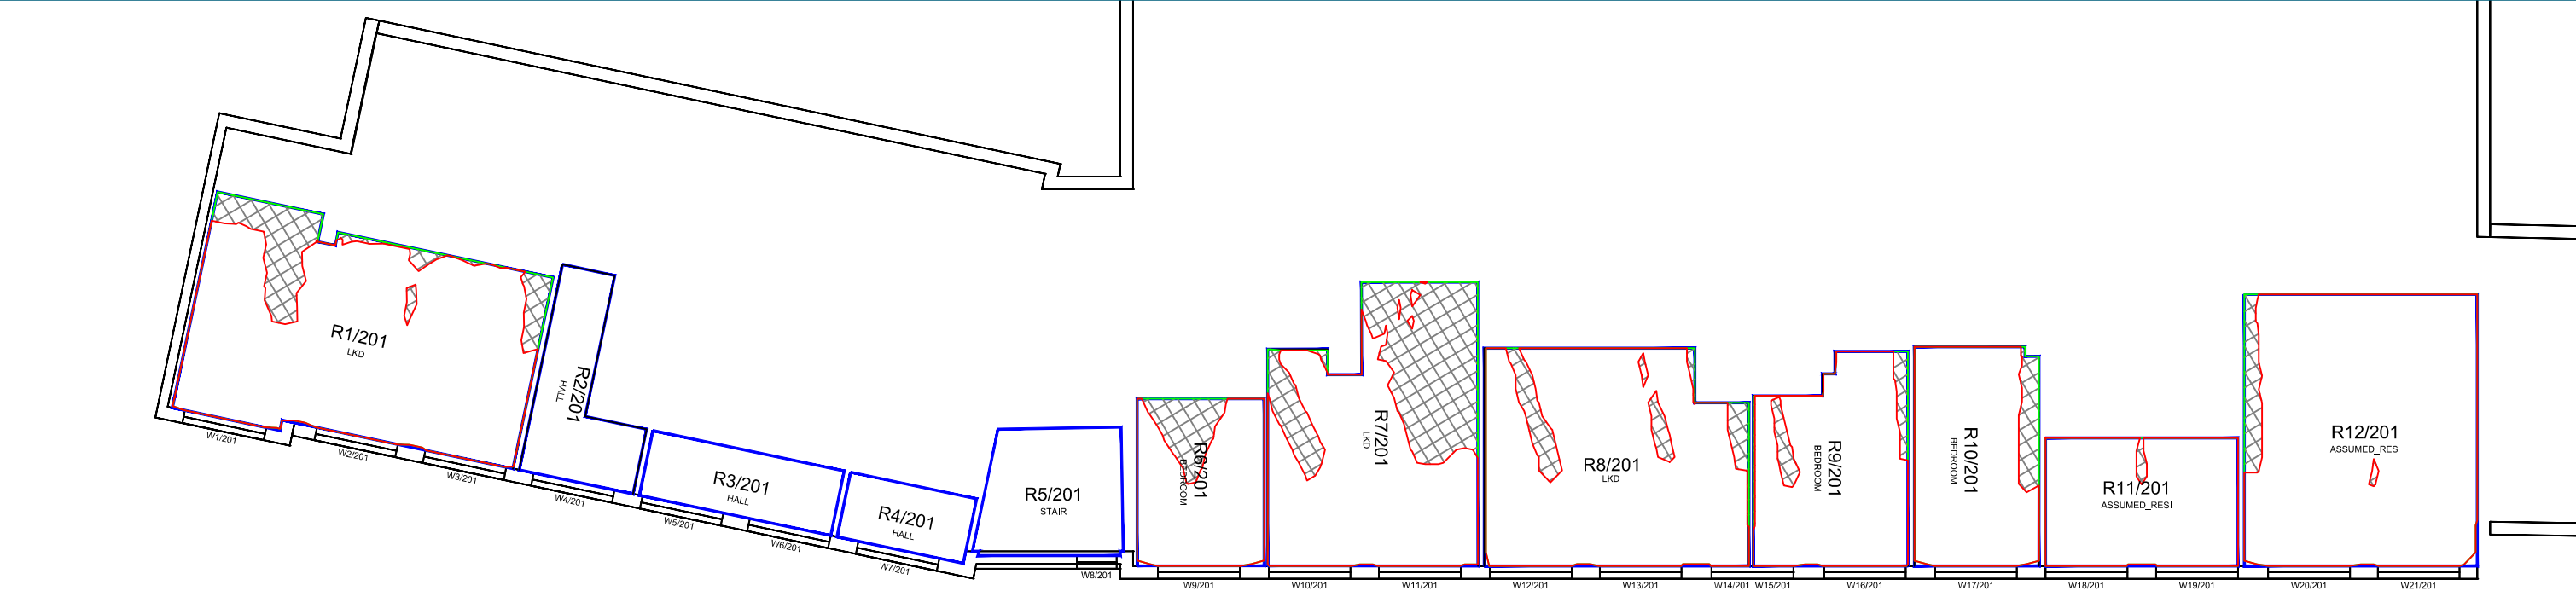 R1/201
LKD
W1/201
W2/201
W3/201
R2/201
HALL
W4/201
R3/201
HALL
W5/201
W6/201
R4/201
HALL
W7/201
R5/201
STAIR
W8/201
R6/201
BEDROOM
W9/201
R7/201
LKD
W10/201
W11/201
R8/201
LKD
W12/201
W13/201
W14/201
R9/201
BEDROOM
W15/201
W16/201
R10/201
BEDROOM
W17/201
R11/201
ASSUMED_RESI
W18/201
W19/201
R12/201
ASSUMED_RESI
W20/201
W21/201